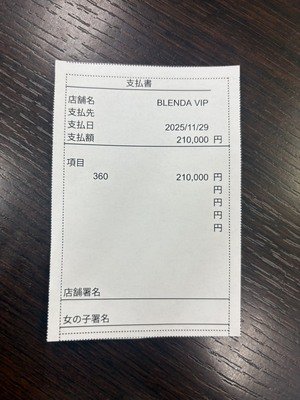 支払書
店舗名 BLENDA VIP
支払先
支払日 2025/11/29
支払額 210,000 円
項目
360 210,000 円
円
円
円
円
店舗署名
女の子署名